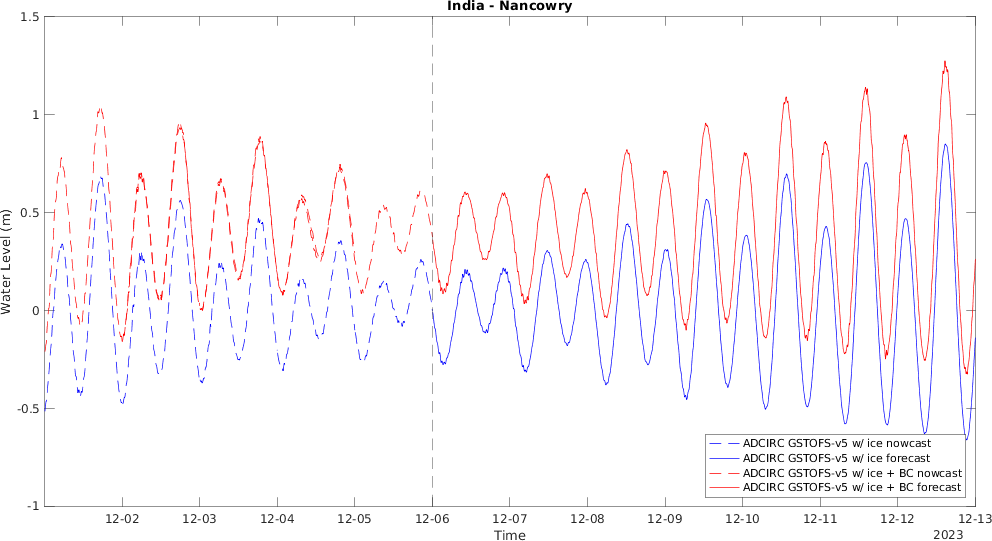 India - Nancowry
1.5
1
0.5
0
-0.5
-1
Water Level (m)
ADCIRC GSTOFS-v5 w/ ice nowcast
ADCIRC GSTOFS-v5 w/ ice forecast
ADCIRC GSTOFS-v5 w/ ice + BC nowcast
ADCIRC GSTOFS-v5 w/ ice + BC forecast
12-02 12-03 12-04 12-05 12-06 12-07 12-08 12-09 12-10 12-11 12-12 12-13
Time
2023